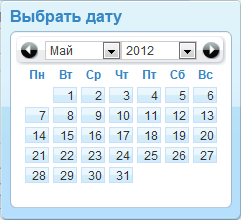 Выбрать дату
Май 2012
Пн Вт Ср Чт Пт Сб Вс
1 2 3 4 5 6
7 8 9 10 11 12 13
14 15 16 17 18 19 20
21 22 23 24 25 26 27
28 29 30 31